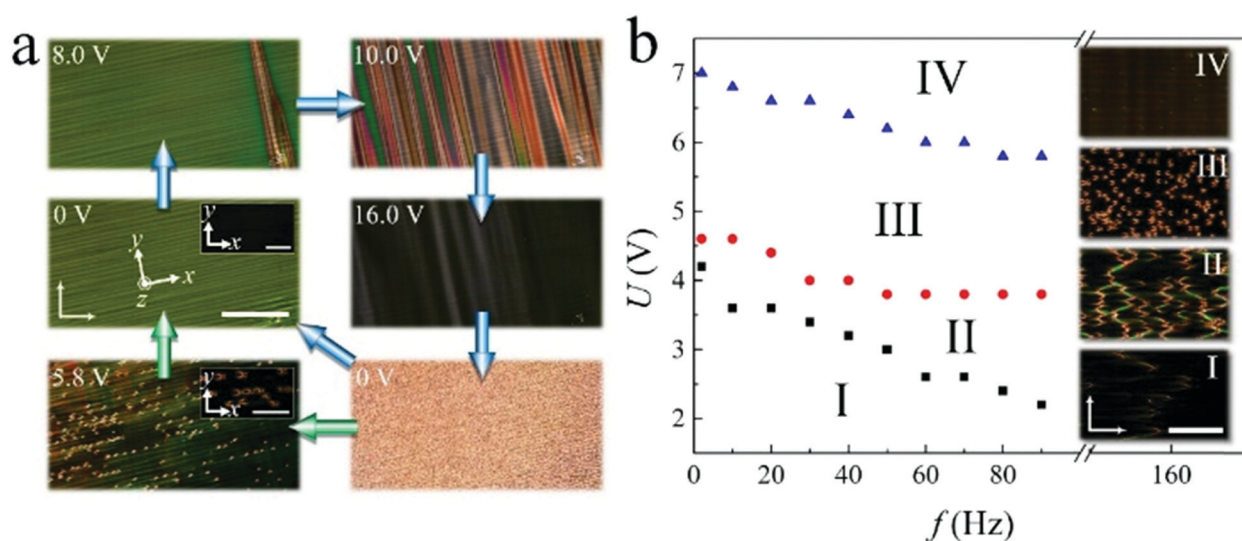 a
8.0 V
10.0 V
0 V
y
x
y
x
z
16.0 V
5.8 V
y
x
0 V
b
U (V)
7
6
5
4
3
2
IV
III
II
I
IV
III
II
I
0 20 40 60 80 160
f (Hz)